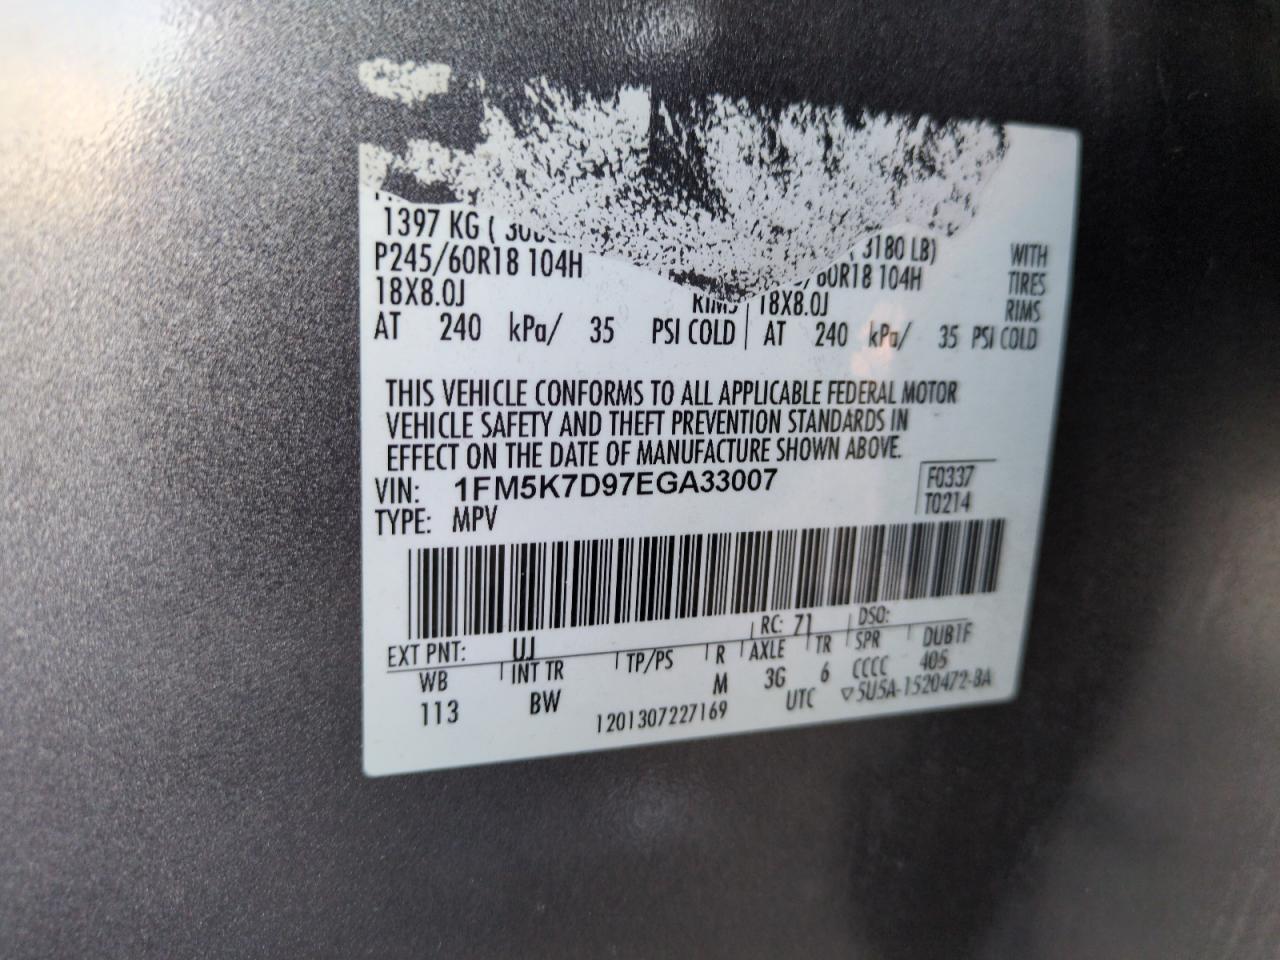 1397 KG (
3180 LB) WITH
P245/60R18 104H
60R18 104H TIRES
18X8.0J RIMS 18X8.0J RIMS
AT 240 kPa/ 35 PSI COLD AT 240 kPa/ 35 PSI COLD
THIS VEHICLE CONFORMS TO ALL APPLICABLE FEDERAL MOTOR
VEHICLE SAFETY AND THEFT PREVENTION STANDARDS IN
EFFECT ON THE DATE OF MANUFACTURE SHOWN ABOVE.
VIN: 1FM5K7D97EGA33007
F0337
TYPE: MPV
T0214
EXT PNT: UJ RC: 71 DSO:
WB INT TR TP/PS R AXLE TR SPR DUB1F
113 BW M 3G 6 CCCC 405
1201307227169 UTC ▽5U5A-1520472-BA